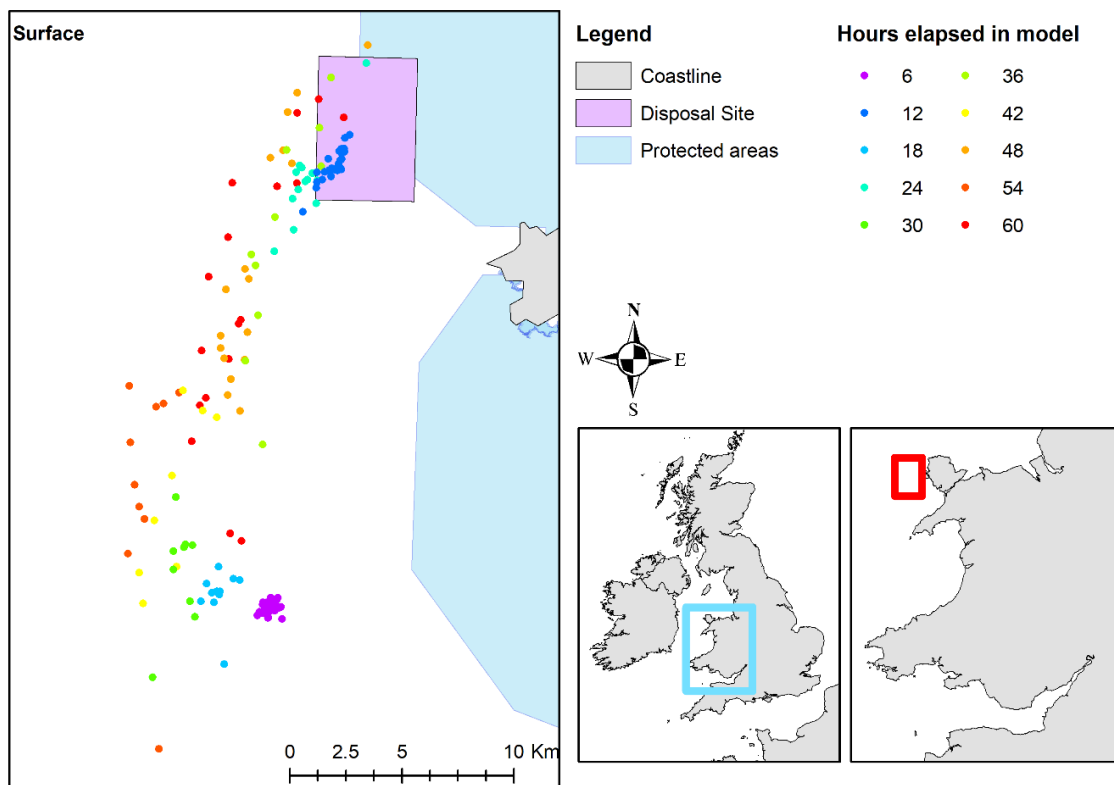 Surface
0 2.5 5 10 Km
Legend
Coastline
Disposal Site
Protected areas
Hours elapsed in model
6 36
12 42
18 48
24 54
30 60
N
W E
S